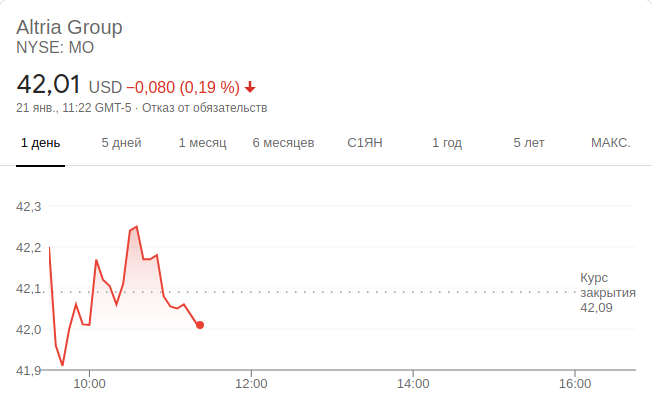 Altria Group
NYSE: MO
42,01 USD −0,080 (0,19 %)
21 янв., 11:22 GMT-5 · Отказ от обязательств
1 день 5 дней 1 месяц 6 месяцев С1ЯН 1 год 5 лет МАКС.
42,3
42,2
42,1
42,0
41,9
Курс
закрытия
42,09
10:00 12:00 14:00 16:00